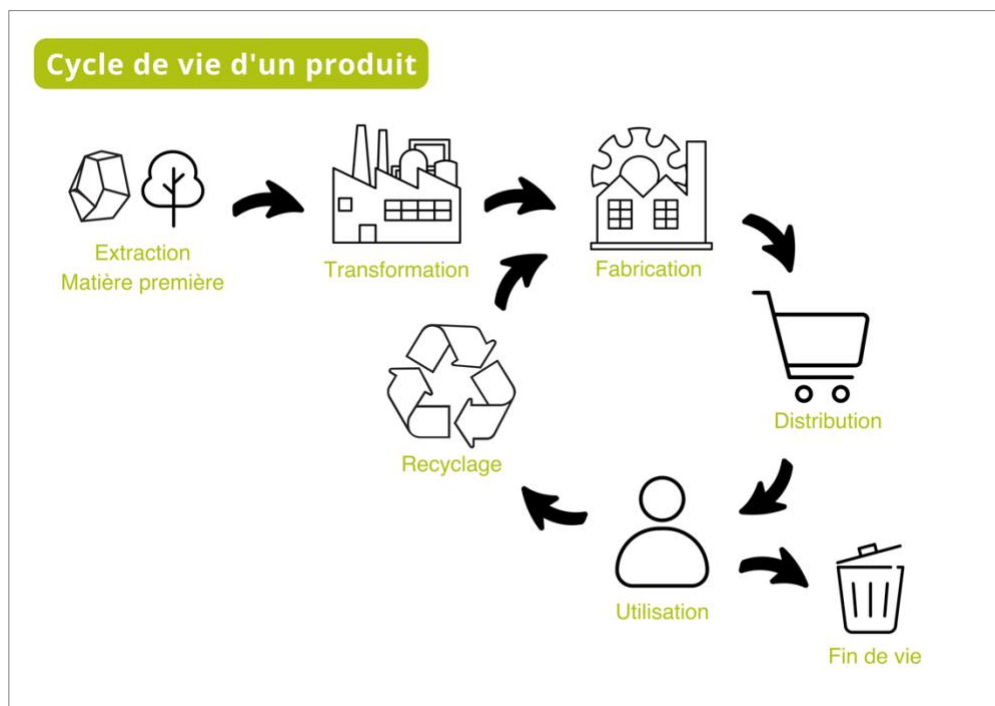 Cycle de vie d'un produit
Extraction
Matière première
Transformation
Fabrication
Distribution
Recyclage
Utilisation
Fin de vie